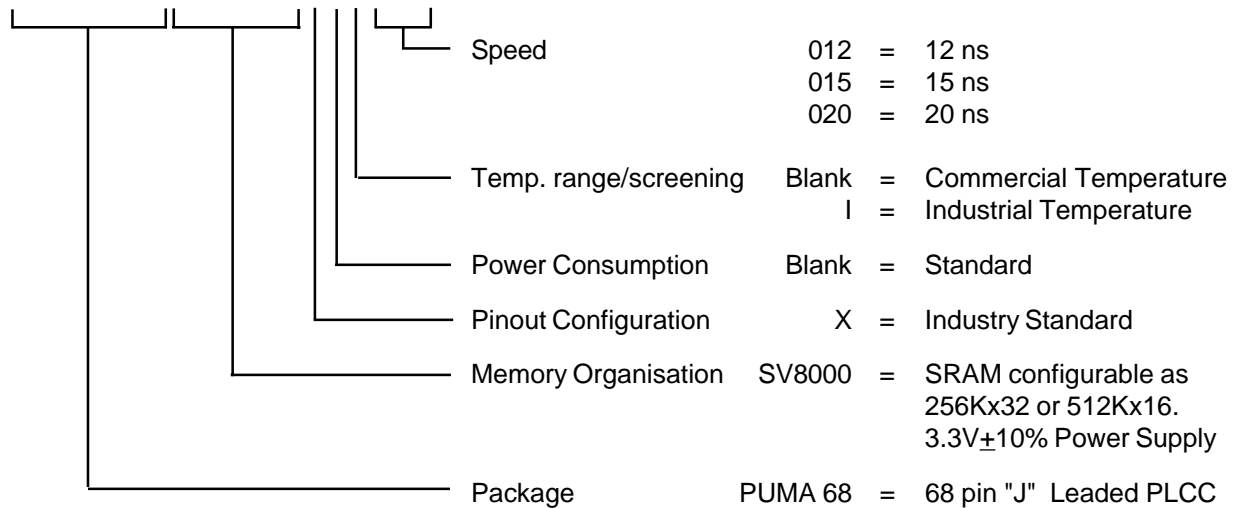 Speed 012 = 12 ns
015 = 15 ns
020 = 20 ns
Temp. range/screening Blank = Commercial Temperature
I = Industrial Temperature
Power Consumption Blank = Standard
Pinout Configuration X = Industry Standard
Memory Organisation SV8000 = SRAM configurable as
256Kx32 or 512Kx16.
3.3V±10% Power Supply
Package PUMA 68 = 68 pin "J" Leaded PLCC